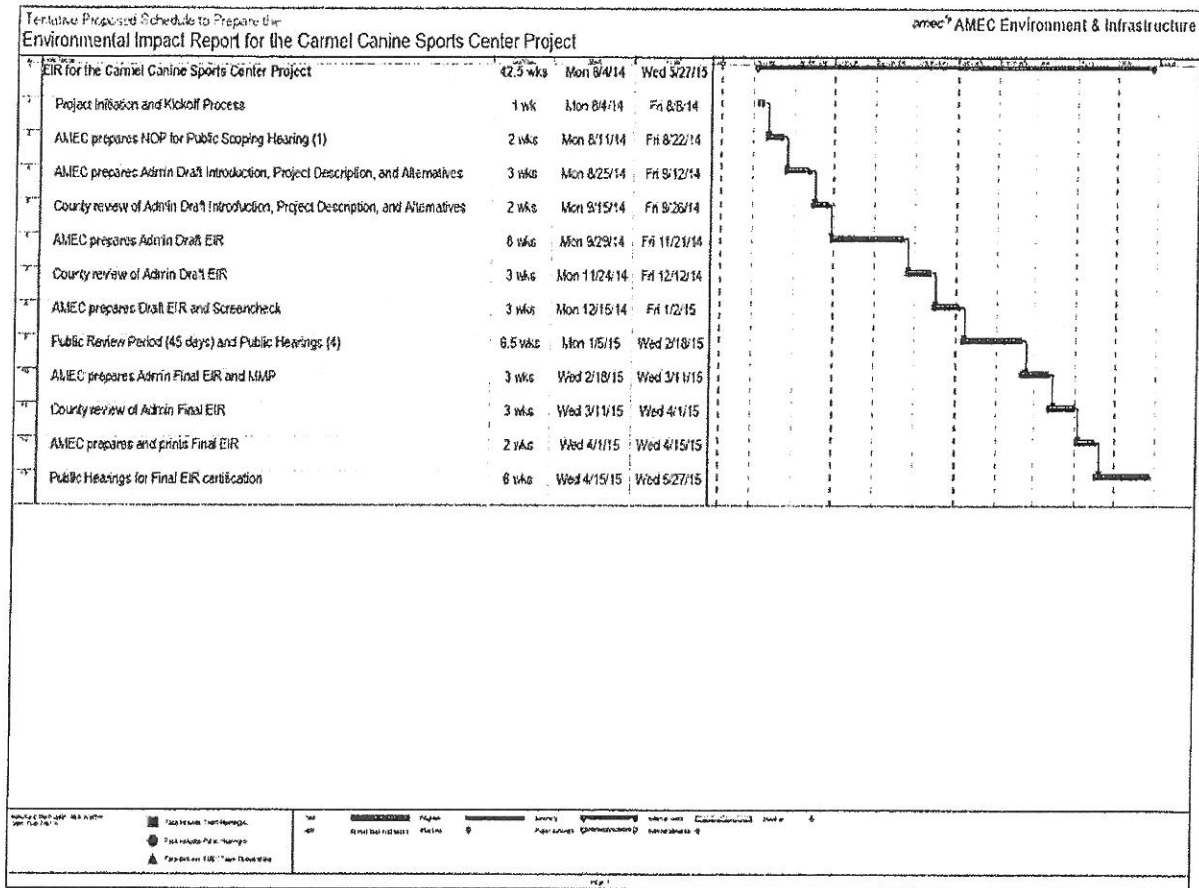 Tentative Proposed Schedule to Prepare the
amec AMEC Environment & Infrastructure
Environmental Impact Report for the Carmel Canine Sports Center Project
EIR for the Carmel Canine Sports Center Project 42.5 wks Mon 8/4/14 Wed 5/27/15
Project Initiation and Kickoff Process 1 wk Mon 8/4/14 Fri 8/8/14
AMEC prepares NOP for Public Scoping Hearing (1) 2 wks Mon 8/11/14 Fri 8/22/14
AMEC prepares Admin Draft Introduction, Project Description, and Alternatives 3 wks Mon 8/25/14 Fri 9/12/14
County review of Admin Draft Introduction, Project Description, and Alternatives 2 wks Mon 9/15/14 Fri 9/26/14
AMEC prepares Admin Draft EIR 8 wks Mon 9/29/14 Fri 11/21/14
County review of Admin Draft EIR 3 wks Mon 11/24/14 Fri 12/12/14
AMEC prepares Draft EIR and Screencheck 3 wks Mon 12/15/14 Fri 1/2/15
Public Review Period (45 days) and Public Hearings (4) 6.5 wks Mon 1/5/15 Wed 2/18/15
AMEC prepares Admin Final EIR and MMP 3 wks Wed 2/18/15 Wed 3/11/15
County review of Admin Final EIR 3 wks Wed 3/11/15 Wed 4/1/15
AMEC prepares and prints Final EIR 2 wks Wed 4/1/15 Wed 4/15/15
Public Hearings for Final EIR certification 6 wks Wed 4/15/15 Wed 5/27/15
Page 1